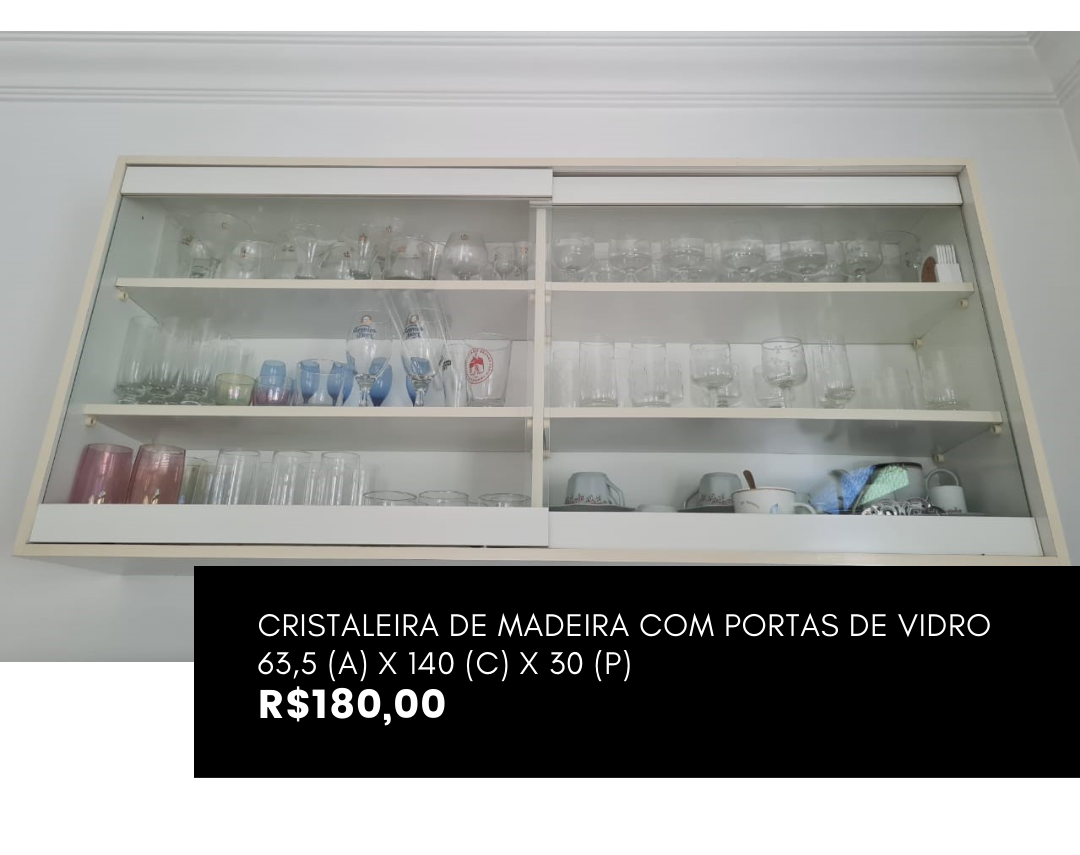 CRISTALEIRA DE MADEIRA COM PORTAS DE VIDRO
63,5 (A) X 140 (C) X 30 (P)
R$180,00